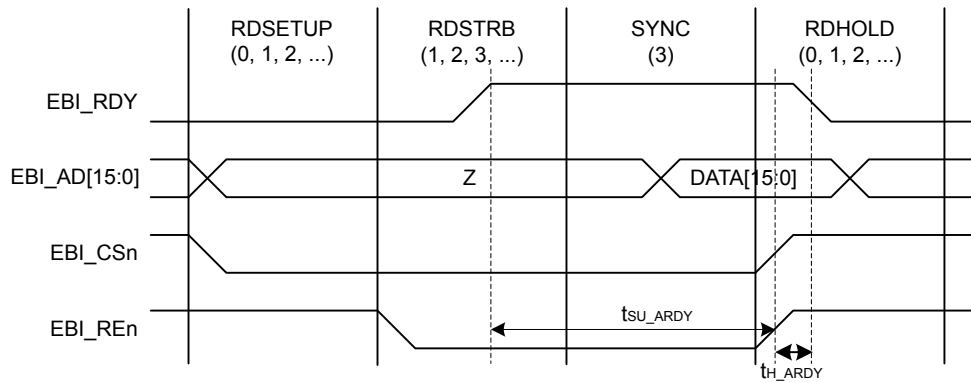 RDSETUP
(0, 1, 2, ...)
RDSTRB
(1, 2, 3, ...)
SYNC
(3)
RDHOLD
(0, 1, 2, ...)
EBI_RDY
EBI_AD[15:0]
Z
DATA[15:0]
EBI_CSn
EBI_REn
tSU_ARDY
tH_ARDY